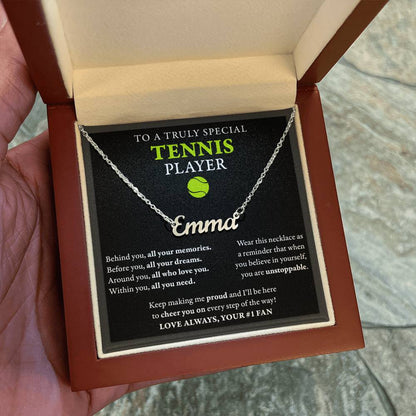 TO A TRULY SPECIAL
TENNIS
PLAYER
Emma
Behind you, all your memories.
Before you, all your dreams.
Around you, all who love you.
Within you, all you need.
Wear this necklace as
a reminder that when
you believe in yourself,
you are unstoppable.
Keep making me proud and I'll be here
to cheer you on every step of the way!
LOVE ALWAYS, YOUR #1 FAN